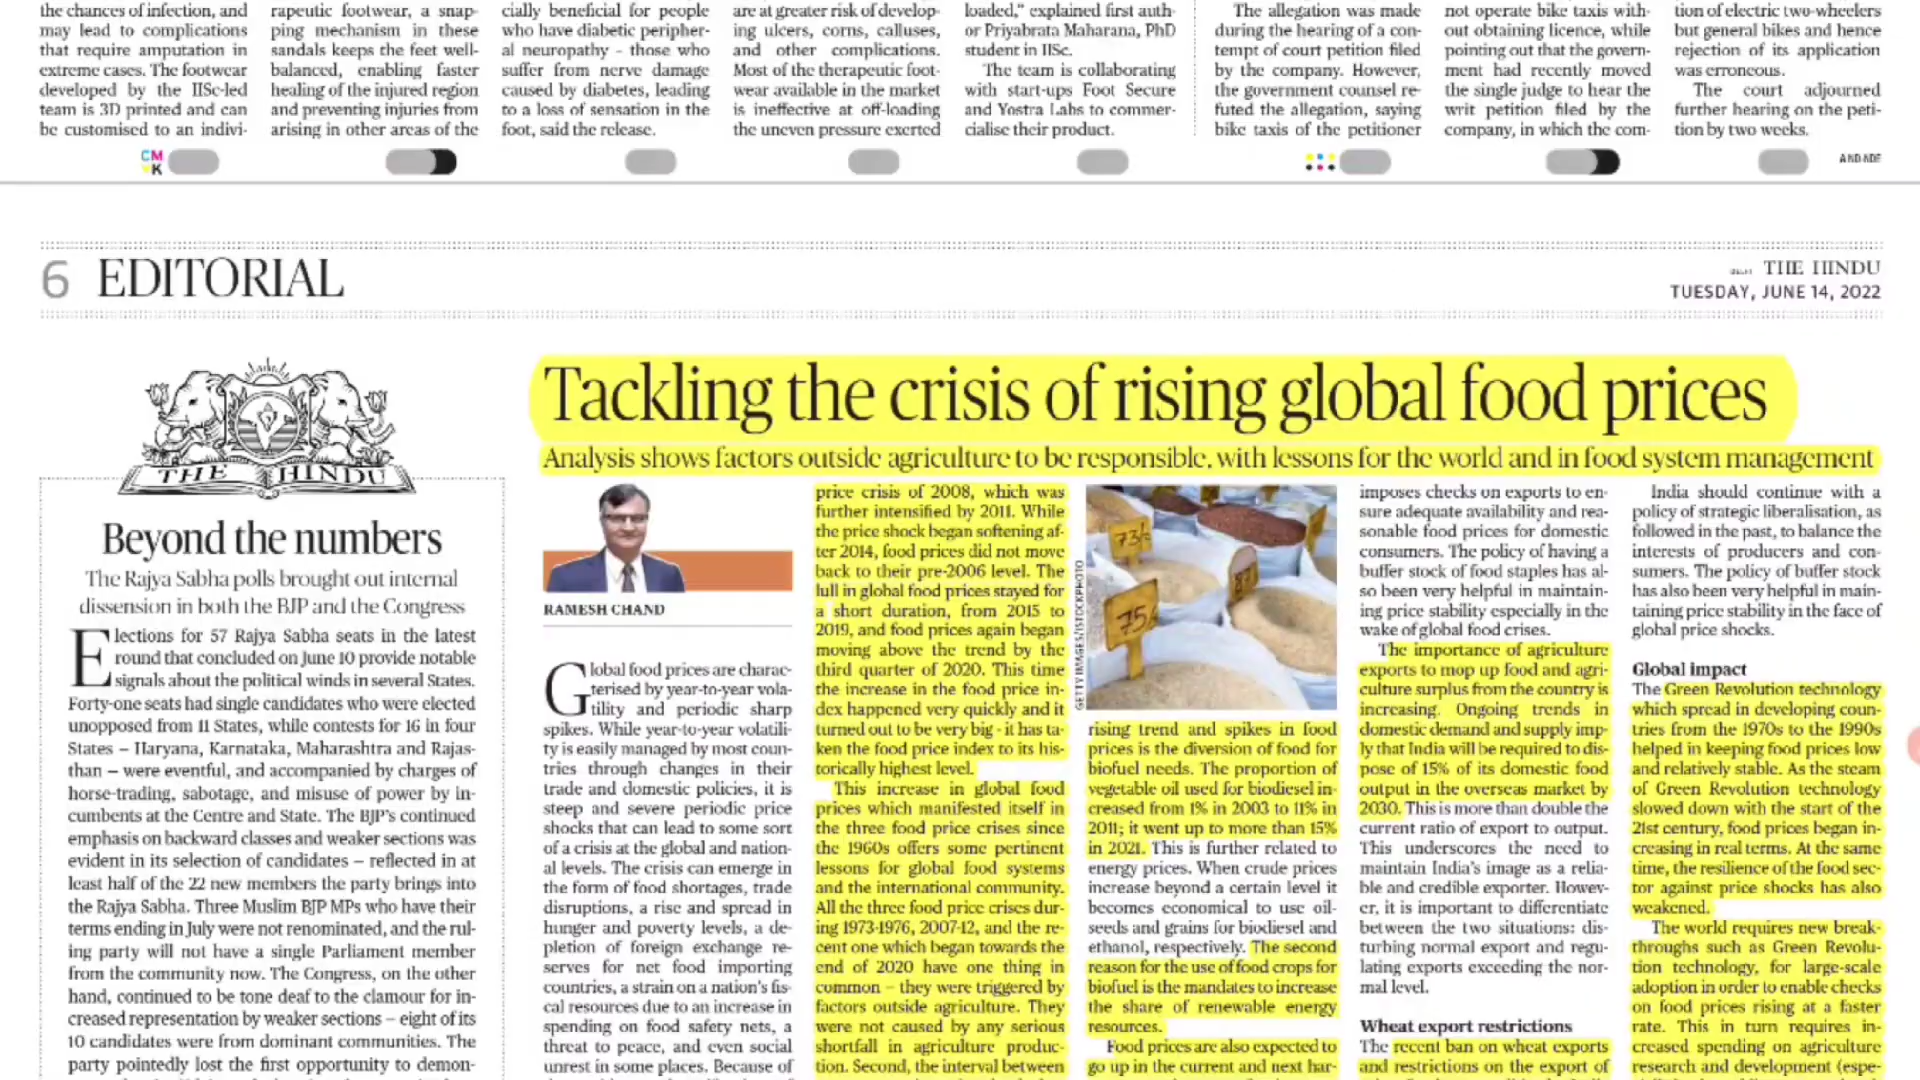 the chances of infection, and
may lead to complications
that require amputation in
extreme cases. The footwear
developed by the IISc-led
team is 3D printed and can
be customised to an indivi-
rapeutic footwear, a snap-
ping mechanism in these
sandals keeps the feet well-
balanced, enabling faster
healing of the injured region
and preventing injuries from
arising in other areas of the
cially beneficial for people
who have diabetic peripher-
al neuropathy - those who
suffer from nerve damage
caused by diabetes, leading
to a loss of sensation in the
foot, said the release.
are at greater risk of develop-
ing ulcers, corns, calluses,
and other complications.
Most of the therapeutic foot-
wear available in the market
is ineffective at off-loading
the uneven pressure exerted
loaded," explained first auth-
or Priyabrata Maharana, PhD
student in IISc.
The team is collaborating
with start-ups Foot Secure
and Yostra Labs to commer-
cialise their product.
The allegation was made
during the hearing of a con-
tempt of court petition filed
by the company. However,
the government counsel re-
futed the allegation, saying
bike taxis of the petitioner
not operate bike taxis with-
out obtaining licence, while
pointing out that the govern-
ment had recently moved
the single judge to hear the
writ petition filed by the
company, in which the com-
tion of electric two-wheelers
but general bikes and hence
rejection of its application
was erroneous.
The court adjourned
further hearing on the peti-
tion by two weeks.
CM
YK
A ND-NDE
6 EDITORIAL
THE HINDU
TUESDAY, JUNE 14, 2022
THE HINDU
Beyond the numbers
The Rajya Sabha polls brought out internal
dissension in both the BJP and the Congress
Elections for 57 Rajya Sabha seats in the latest
round that concluded on June 10 provide notable
signals about the political winds in several States.
Forty-one seats had single candidates who were elected
unopposed from 11 States, while contests for 16 in four
States – Haryana, Karnataka, Maharashtra and Rajas-
than – were eventful, and accompanied by charges of
horse-trading, sabotage, and misuse of power by in-
cumbents at the Centre and State. The BJP's continued
emphasis on backward classes and weaker sections was
evident in its selection of candidates – reflected in at
least half of the 22 new members the party brings into
the Rajya Sabha. Three Muslim BJP MPs who have their
terms ending in July were not renominated, and the rul-
ing party will not have a single Parliament member
from the community now. The Congress, on the other
hand, continued to be tone deaf to the clamour for in-
creased representation by weaker sections – eight of its
10 candidates were from dominant communities. The
party pointedly lost the first opportunity to demon-
Tackling the crisis of rising global food prices
Analysis shows factors outside agriculture to be responsible, with lessons for the world and in food system management
RAMESH CHAND
Global food prices are charac-
terised by year-to-year vola-
tility and periodic sharp
spikes. While year-to-year volatili-
ty is easily managed by most coun-
tries through changes in their
trade and domestic policies, it is
steep and severe periodic price
shocks that can lead to some sort
of a crisis at the global and nation-
al levels. The crisis can emerge in
the form of food shortages, trade
disruptions, a rise and spread in
hunger and poverty levels, a de-
pletion of foreign exchange re-
serves for net food importing
countries, a strain on a nation's fis-
cal resources due to an increase in
spending on food safety nets, a
threat to peace, and even social
unrest in some places. Because of
price crisis of 2008, which was
further intensified by 2011. While
the price shock began softening af-
ter 2014, food prices did not move
back to their pre-2006 level. The
lull in global food prices stayed for
a short duration, from 2015 to
2019, and food prices again began
moving above the trend by the
third quarter of 2020. This time
the increase in the food price in-
dex happened very quickly and it
turned out to be very big - it has ta-
ken the food price index to its his-
torically highest level.
This increase in global food
prices which manifested itself in
the three food price crises since
the 1960s offers some pertinent
lessons for global food systems
and the international community.
All the three food price crises dur-
ing 1973-1976, 2007-12, and the re-
cent one which began towards the
end of 2020 have one thing in
common – they were triggered by
factors outside agriculture. They
were not caused by any serious
shortfall in agriculture produc-
tion. Second, the interval between
73/-
75/-
GETTY IMAGES/ISTOCKPHOTO
rising trend and spikes in food
prices is the diversion of food for
biofuel needs. The proportion of
vegetable oil used for biodiesel in-
creased from 1% in 2003 to 11% in
2011; it went up to more than 15%
in 2021. This is further related to
energy prices. When crude prices
increase beyond a certain level it
becomes economical to use oil-
seeds and grains for biodiesel and
ethanol, respectively. The second
reason for the use of food crops for
biofuel is the mandates to increase
the share of renewable energy
resources.
Food prices are also expected to
go up in the current and next har-
imposes checks on exports to en-
sure adequate availability and rea-
sonable food prices for domestic
consumers. The policy of having a
buffer stock of food staples has al-
so been very helpful in maintain-
ing price stability especially in the
wake of global food crises.
The importance of agriculture
exports to mop up food and agri-
culture surplus from the country is
increasing. Ongoing trends in
domestic demand and supply imp-
ly that India will be required to dis-
pose of 15% of its domestic food
output in the overseas market by
2030. This is more than double the
current ratio of export to output.
This underscores the need to
maintain India's image as a relia-
ble and credible exporter. Howev-
er, it is important to differentiate
between the two situations: dis-
turbing normal export and regu-
lating exports exceeding the nor-
mal level.
Wheat export restrictions
The recent ban on wheat exports
and restrictions on the export of
India should continue with a
policy of strategic liberalisation, as
followed in the past, to balance the
interests of producers and con-
sumers. The policy of buffer stock
has also been very helpful in main-
taining price stability in the face of
global price shocks.
Global impact
The Green Revolution technology
which spread in developing coun-
tries from the 1970s to the 1990s
helped in keeping food prices low
and relatively stable. As the steam
of Green Revolution technology
slowed down with the start of the
21st century, food prices began in-
creasing in real terms. At the same
time, the resilience of the food sec-
tor against price shocks has also
weakened.
The world requires new break-
throughs such as Green Revolu-
tion technology, for large-scale
adoption in order to enable checks
on food prices rising at a faster
rate. This in turn requires in-
creased spending on agriculture
research and development (espe-